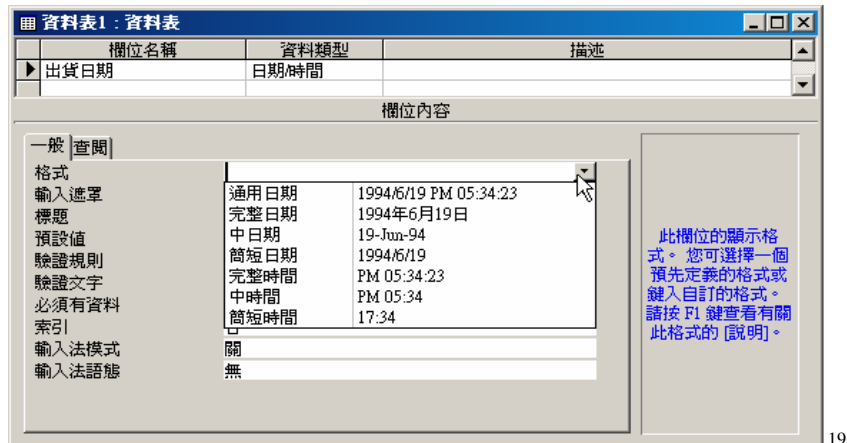 資料表1 : 資料表
欄位名稱 資料類型 描述
出貨日期 日期/時間
欄位內容
一般 查閱
格式
輸入遮罩 通用日期 1994/6/19 PM 05:34:23
標題 完整日期 1994年6月19日
預設值 中日期 19-Jun-94
驗證規則 簡短日期 1994/6/19
驗證文字 完整時間 PM 05:34:23
必須有資料 中時間 PM 05:34
索引 簡短時間 17:34
輸入法模式 關
輸入法語態 無
此欄位的顯示格
式。 您可選擇一個
預先定義的格式或
鍵入自訂的格式。
請按 F1 鍵查看有關
此格式的 [說明]。
19